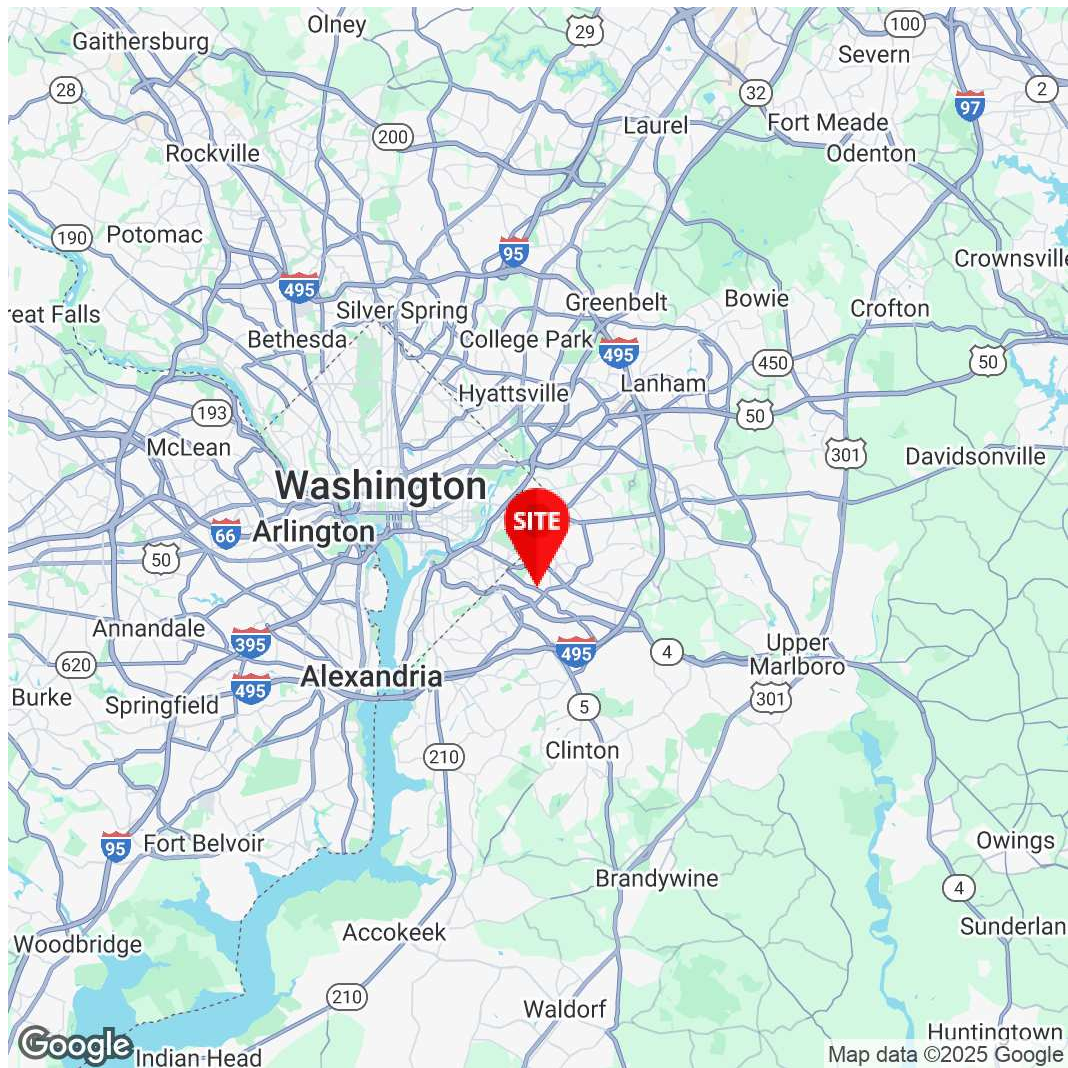 Olney
29
100
Gaithersburg
Severn
28
32
2
97
Laurel
Fort Meade
200
Rockville
Odenton
190
Potomac
95
Crownsville
495
Silver Spring
Greenbelt
Bowie
Crofton
reat Falls
Bethesda
College Park
495
450
50
Hyattsville
Lanham
193
50
McLean
301
Davidsonville
Washington
SITE
66
Arlington
50
Annandale
395
620
495
4
Upper
Marlboro
Alexandria
495
Burke
Springfield
5
301
210
Clinton
95
Fort Belvoir
Owings
Brandywine
4
Accokeek
Sunderlan
Woodbridge
210
Waldorf
Huntingtown
Google
Indian Head
Map data ©2025 Google